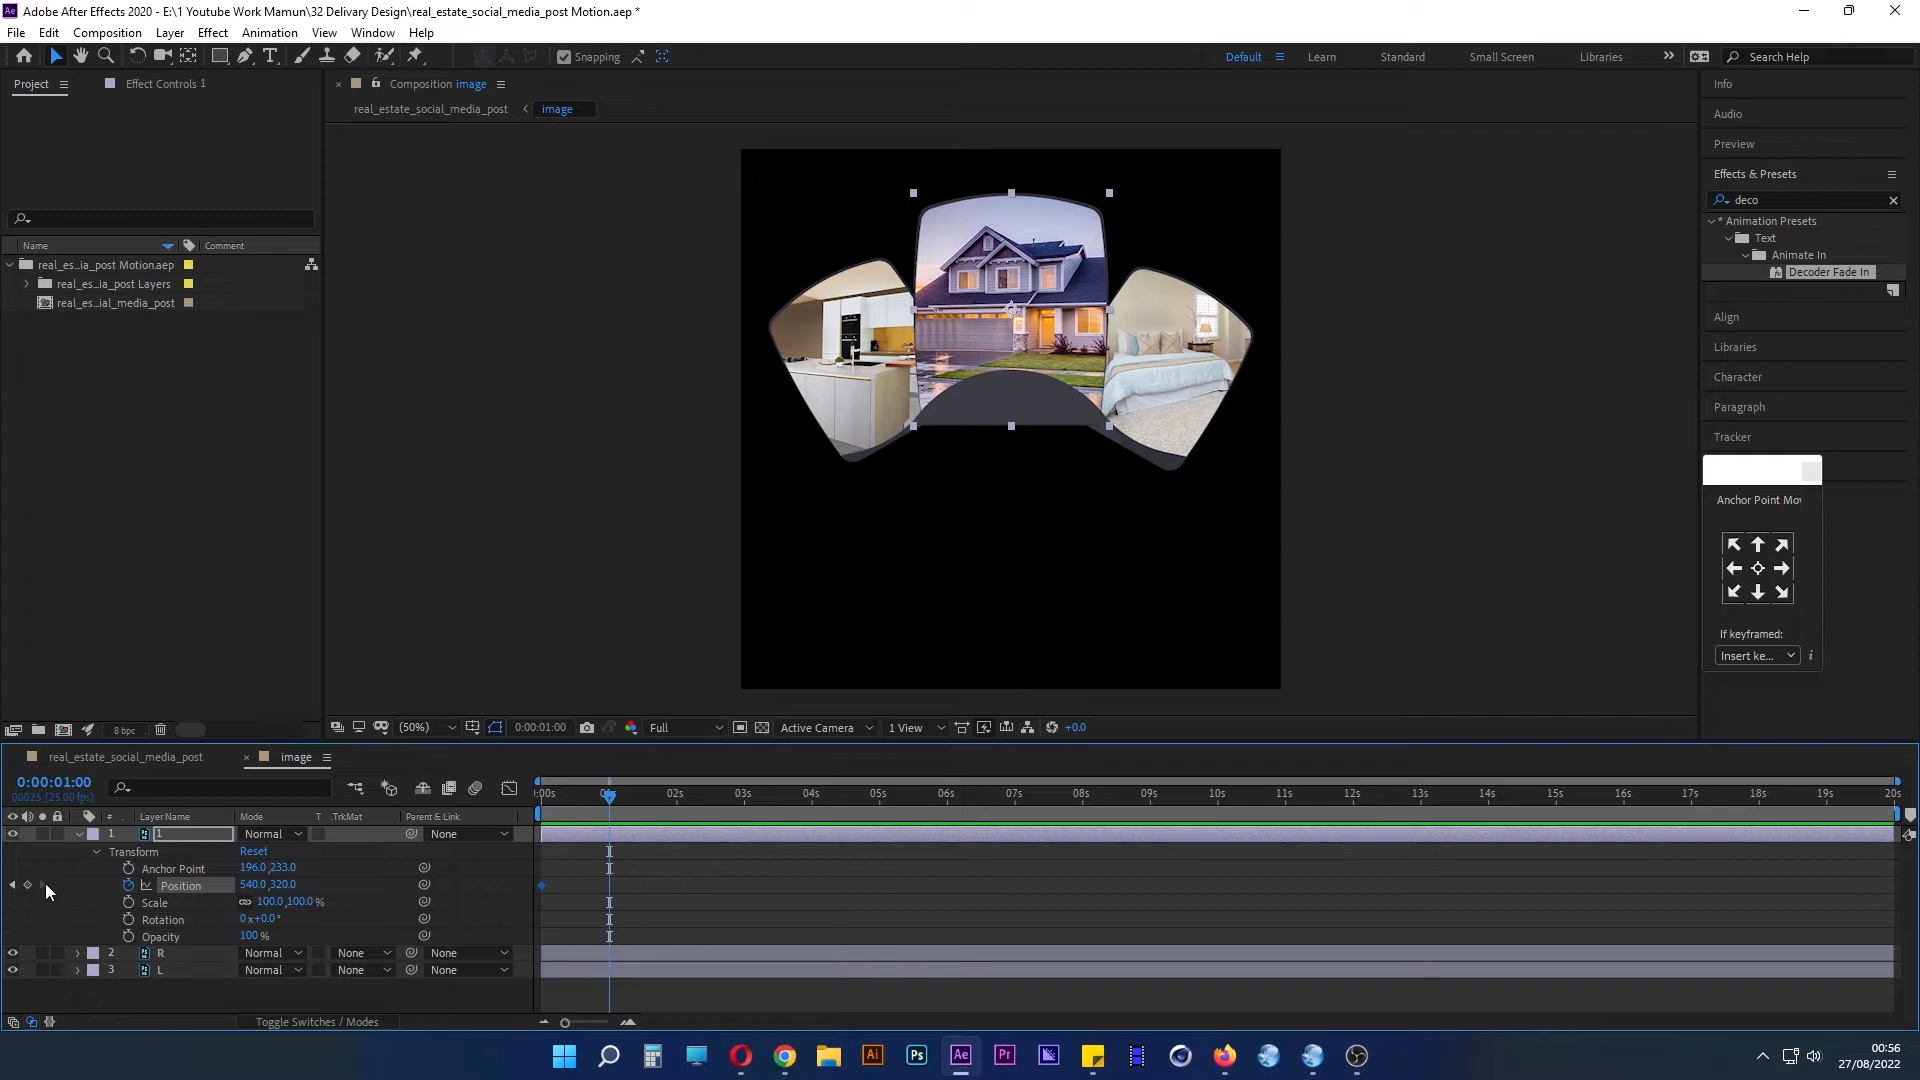 Adobe After Effects 2020 - E:\1 Youtube Work Mamun\32 Delivary Design\real_estate_social_media_post Motion.aep *
File Edit Composition Layer Effect Animation View Window Help
Snapping
Default Learn Standard Small Screen Libraries Search Help
Project Effect Controls 1
Composition image
real_estate_social_media_post image
Name Comment
real_es...ia_post Motion.aep
real_es...ia_post Layers
real_es...ial_media_post
8 bpc
(50%) 0:00:01:00 Full Active Camera 1 View +0.0
Info
Audio
Preview
Effects & Presets
deco
* Animation Presets
Text
Animate In
Decoder Fade In
Align
Libraries
Character
Paragraph
Tracker
Anchor Point Mov
If keyframed:
Insert ke...
real_estate_social_media_post image
0:00:01:00
00025 (25.00 fps)
:00s 02s 03s 04s 05s 06s 07s 08s 09s 10s 11s 12s 13s 14s 15s 16s 17s 18s 19s 20s
# Layer Name Mode T .TrkMat Parent & Link
1 1 Normal None
Transform Reset
Anchor Point 196.0,233.0
Position 540.0,320.0
Scale 100.0,100.0 %
Rotation 0x+0.0°
Opacity 100 %
2 R Normal None None
3 L Normal None None
Toggle Switches / Modes
00:56
27/08/2022